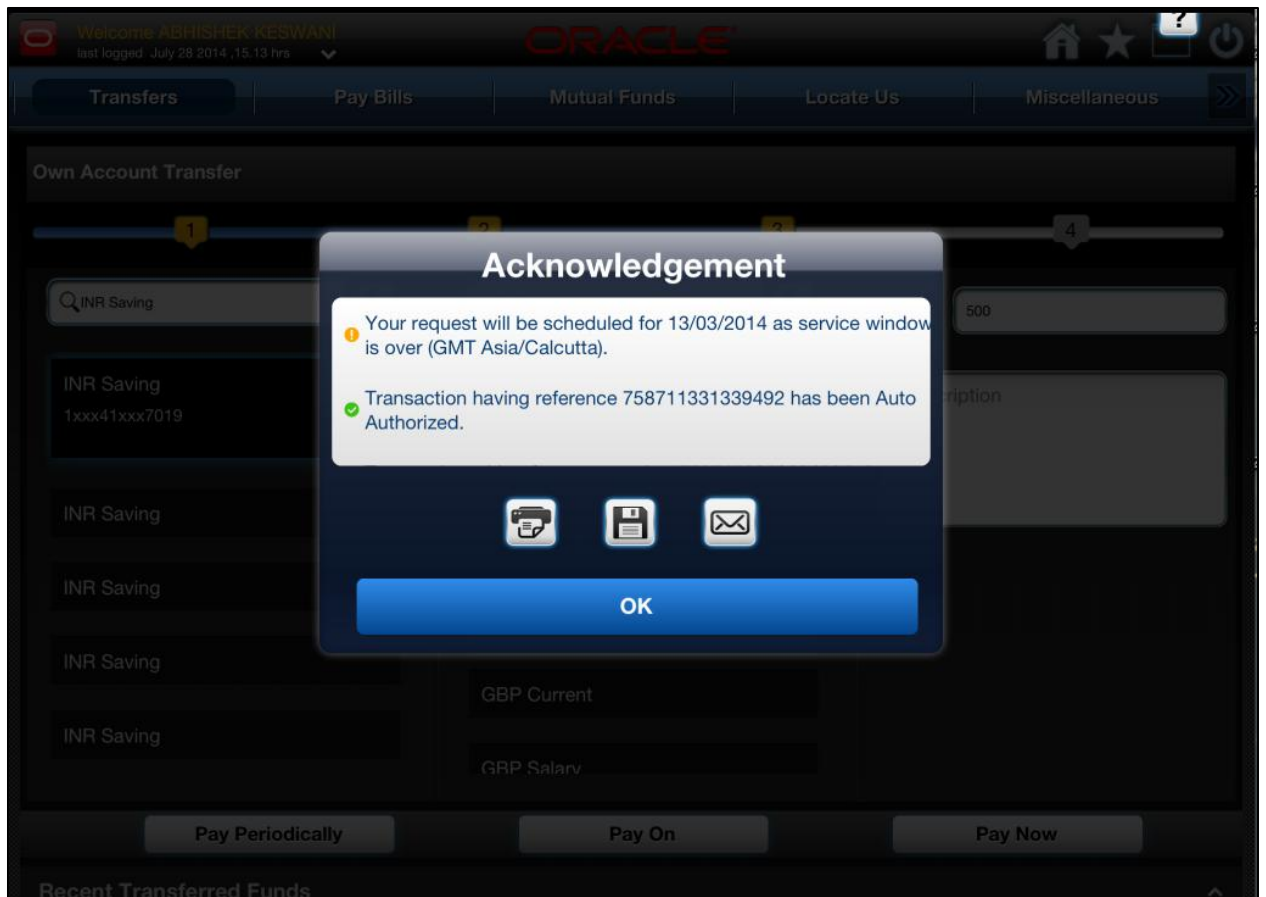 Welcome ABHISHEK KESWANI
last logged July 28 2014 ,15.13 hrs
ORACLE
?
Transfers
Pay Bills
Mutual Funds
Locate Us
Miscellaneous
Own Account Transfer
1
2
3
4
INR Saving
500
Acknowledgement
Your request will be scheduled for 13/03/2014 as service window
is over (GMT Asia/Calcutta).
Transaction having reference 758711331339492 has been Auto
Authorized.
OK
INR Saving
1xxx41xxx7019
ription
INR Saving
INR Saving
INR Saving
INR Saving
GBP Current
GBP Salary
Pay Periodically
Pay On
Pay Now
Recent Transferred Funds